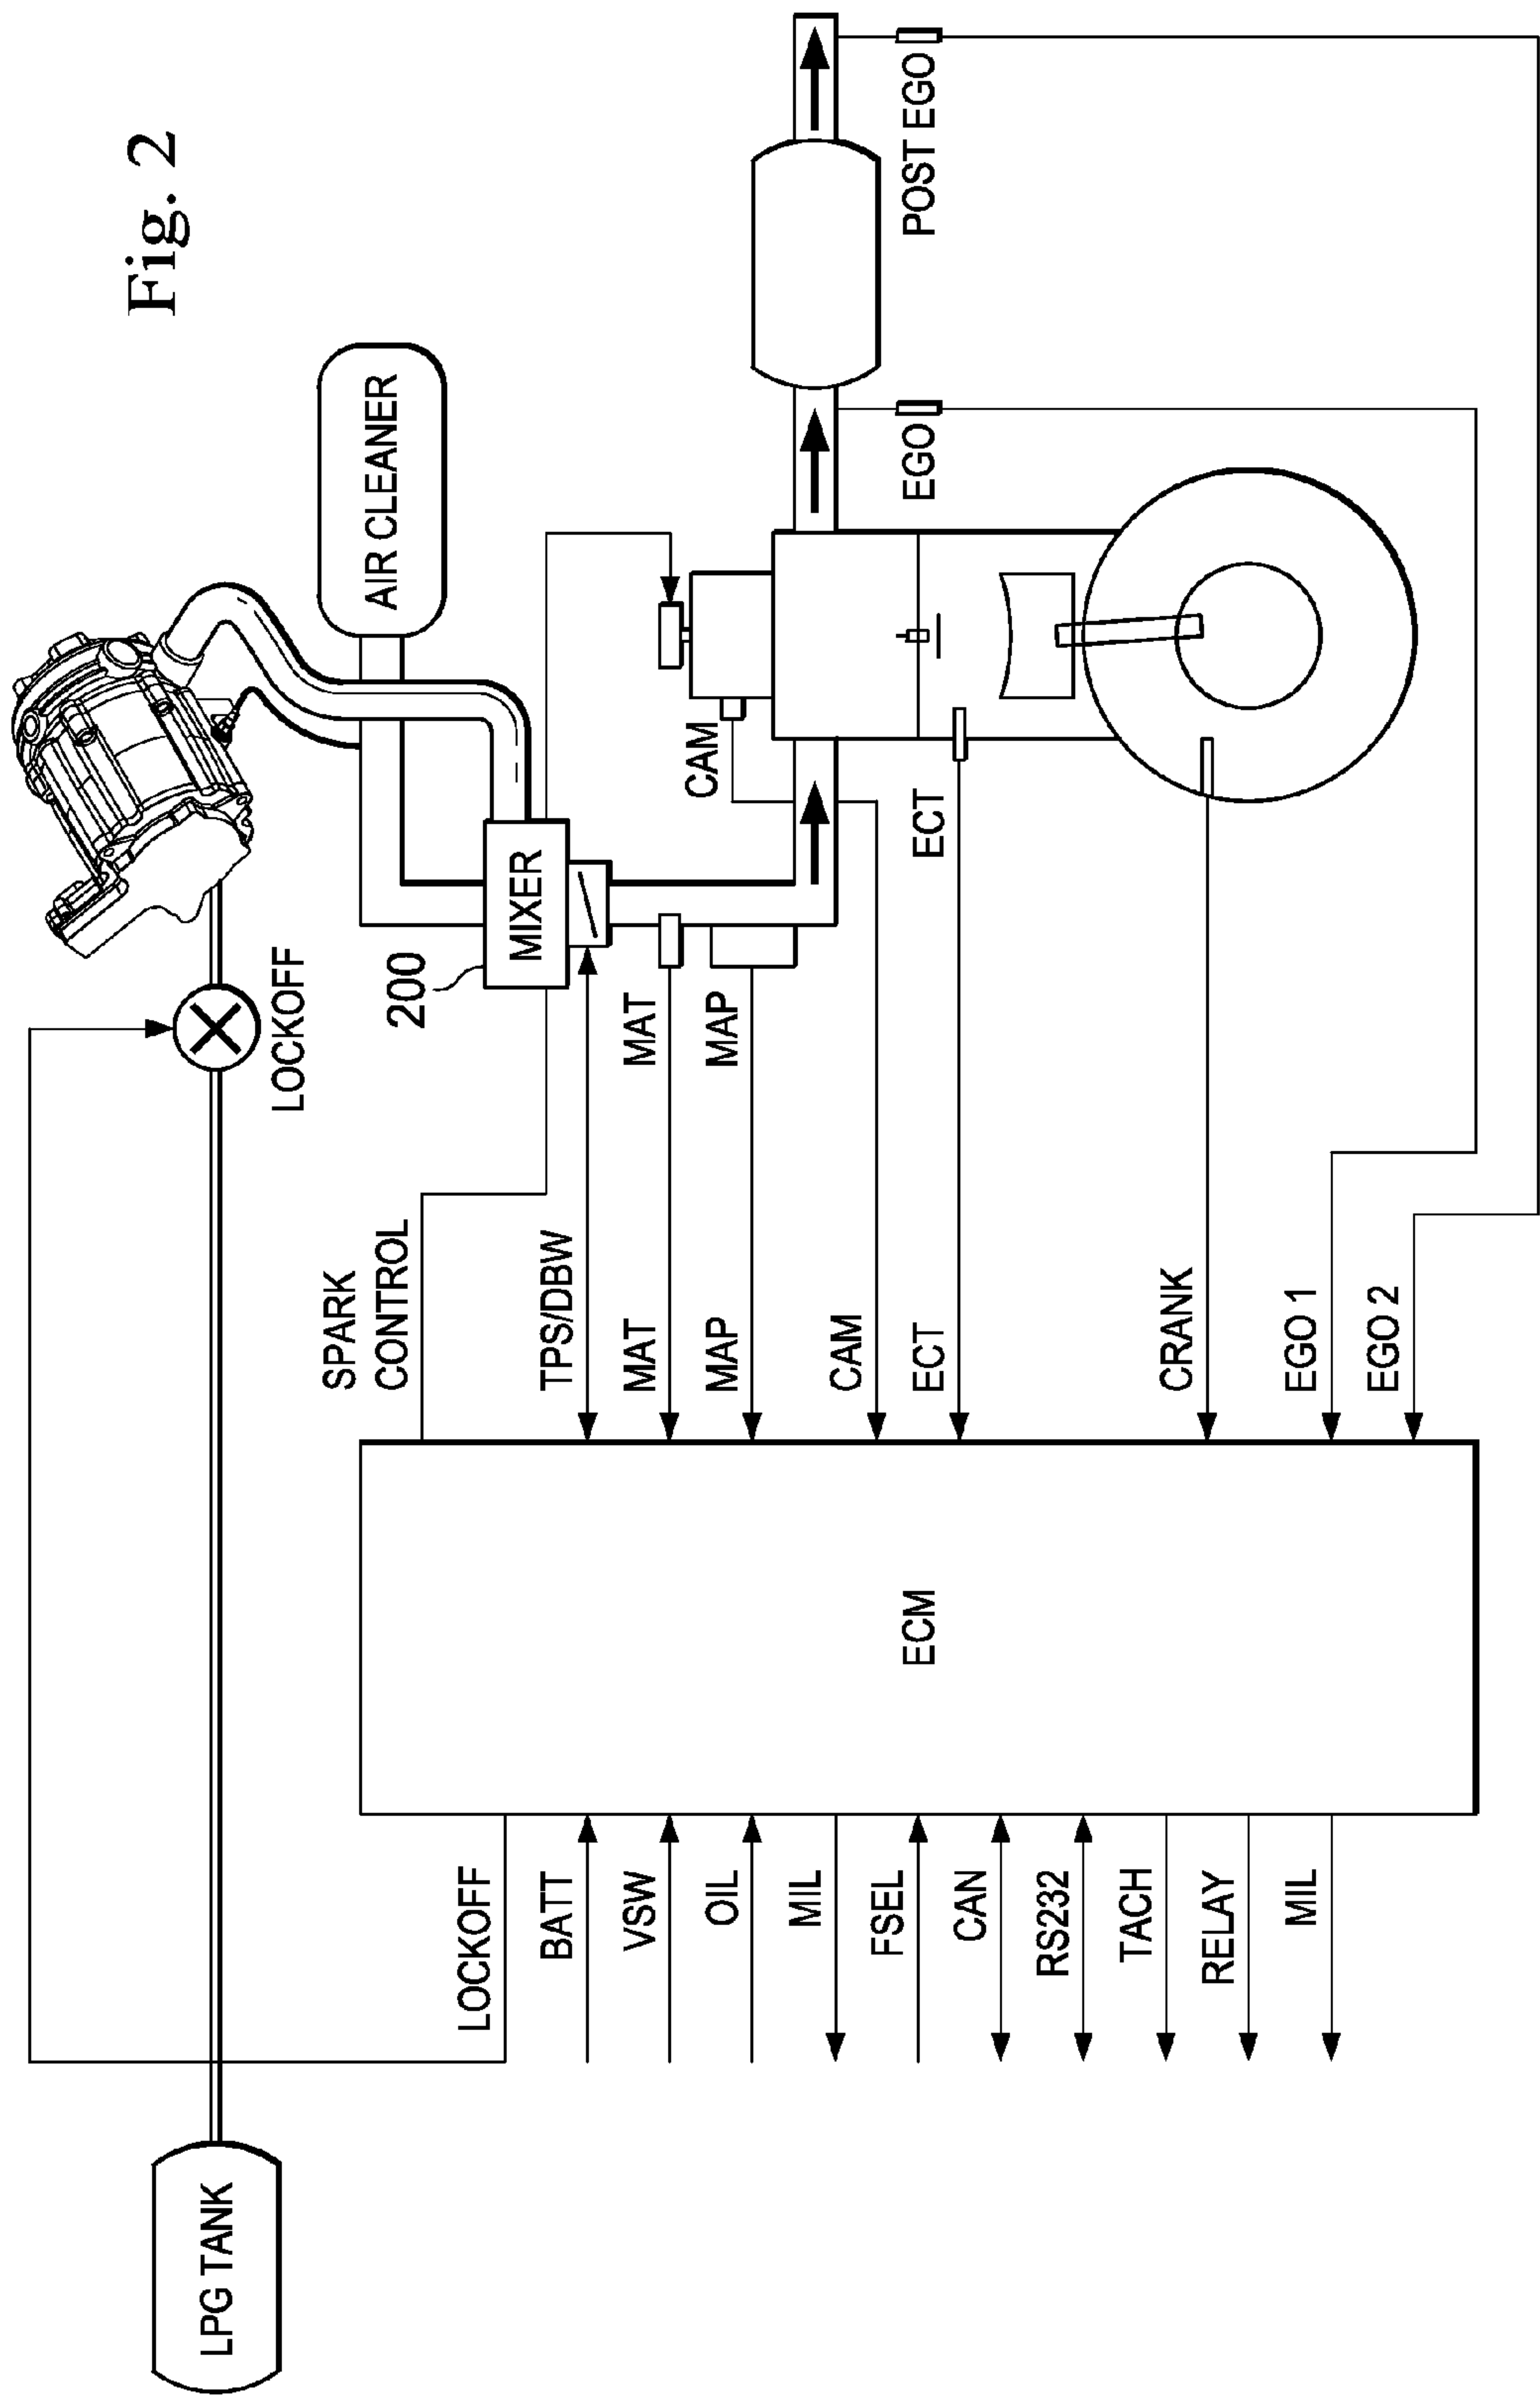 Fig. 2
LPG TANK
LOCKOFF
AIR CLEANER
200
MIXER
SPARK
CONTROL
TPS/DBW
MAT
MAT
MAP
MAP
CAM
CAM
ECT
ECT
CRANK
EGO 1
EGO 2
EGO
POST EGO
ECM
LOCKOFF
BATT
VSW
OIL
MIL
FSEL
CAN
RS232
TACH
RELAY
MIL